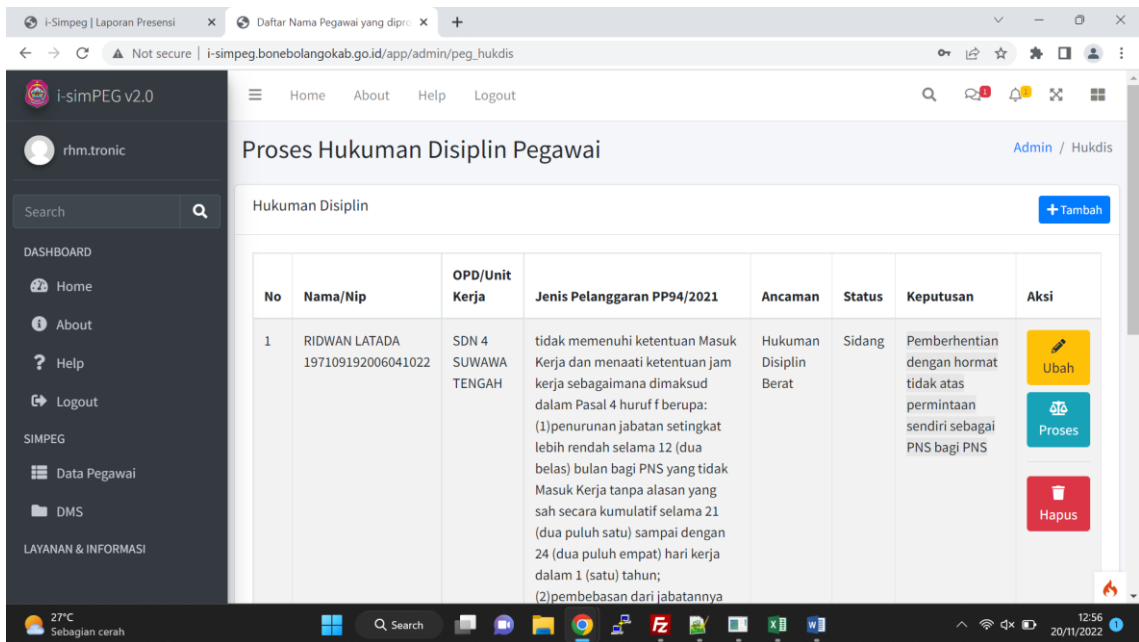 i-Simpeg | Laporan Presensi
Daftar Nama Pegawai yang dipro
Not secure | i-simpeg.bonebolangokab.go.id/app/admin/peg_hukdis
i-simPEG v2.0
Home About Help Logout
1
1
rhm.tronic
Proses Hukuman Disiplin Pegawai
Admin / Hukdis
Search
Hukuman Disiplin
+ Tambah
DASHBOARD
Home
About
Help
Logout
SIMPEG
Data Pegawai
DMS
LAYANAN & INFORMASI
No
Nama/Nip
OPD/Unit
Kerja
Jenis Pelanggaran PP94/2021
Ancaman
Status
Keputusan
Aksi
1
RIDWAN LATADA
197109192006041022
SDN 4
SUWAWA
TENGAH
tidak memenuhi ketentuan Masuk
Kerja dan menaati ketentuan jam
kerja sebagaimana dimaksud
dalam Pasal 4 huruf f berupa:
(1)penurunan jabatan setingkat
lebih rendah selama 12 (dua
belas) bulan bagi PNS yang tidak
Masuk Kerja tanpa alasan yang
sah secara kumulatif selama 21
(dua puluh satu) sampai dengan
24 (dua puluh empat) hari kerja
dalam 1 (satu) tahun;
(2)pembebasan dari jabatannya
Hukuman
Disiplin
Berat
Sidang
Pemberhentian
dengan hormat
tidak atas
permintaan
sendiri sebagai
PNS bagi PNS
Ubah
Proses
Hapus
27°C
Sebagian cerah
Search
12:56
20/11/2022
1